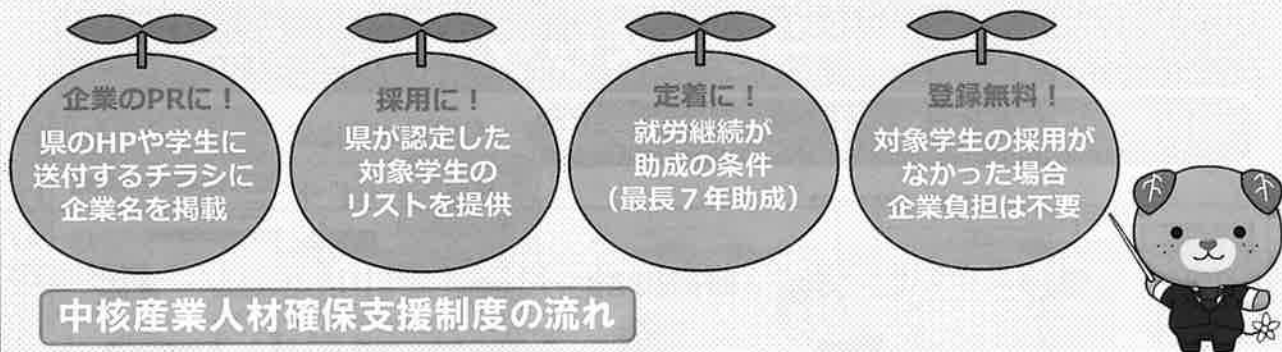 企業のPRに！
県のHPや学生に
送付するチラシに
企業名を掲載
採用に！
県が認定した
対象学生の
リストを提供
定着に！
就労継続が
助成の条件
（最長７年助成）
登録無料！
対象学生の採用が
なかった場合
企業負担は不要
中核産業人材確保支援制度の流れ